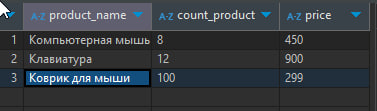 A-Z product_name A-Z count_product A-Z price
1 Компьютерная мышь 8 450
2 Клавиатура 12 900
3 Коврик для мыши 100 299